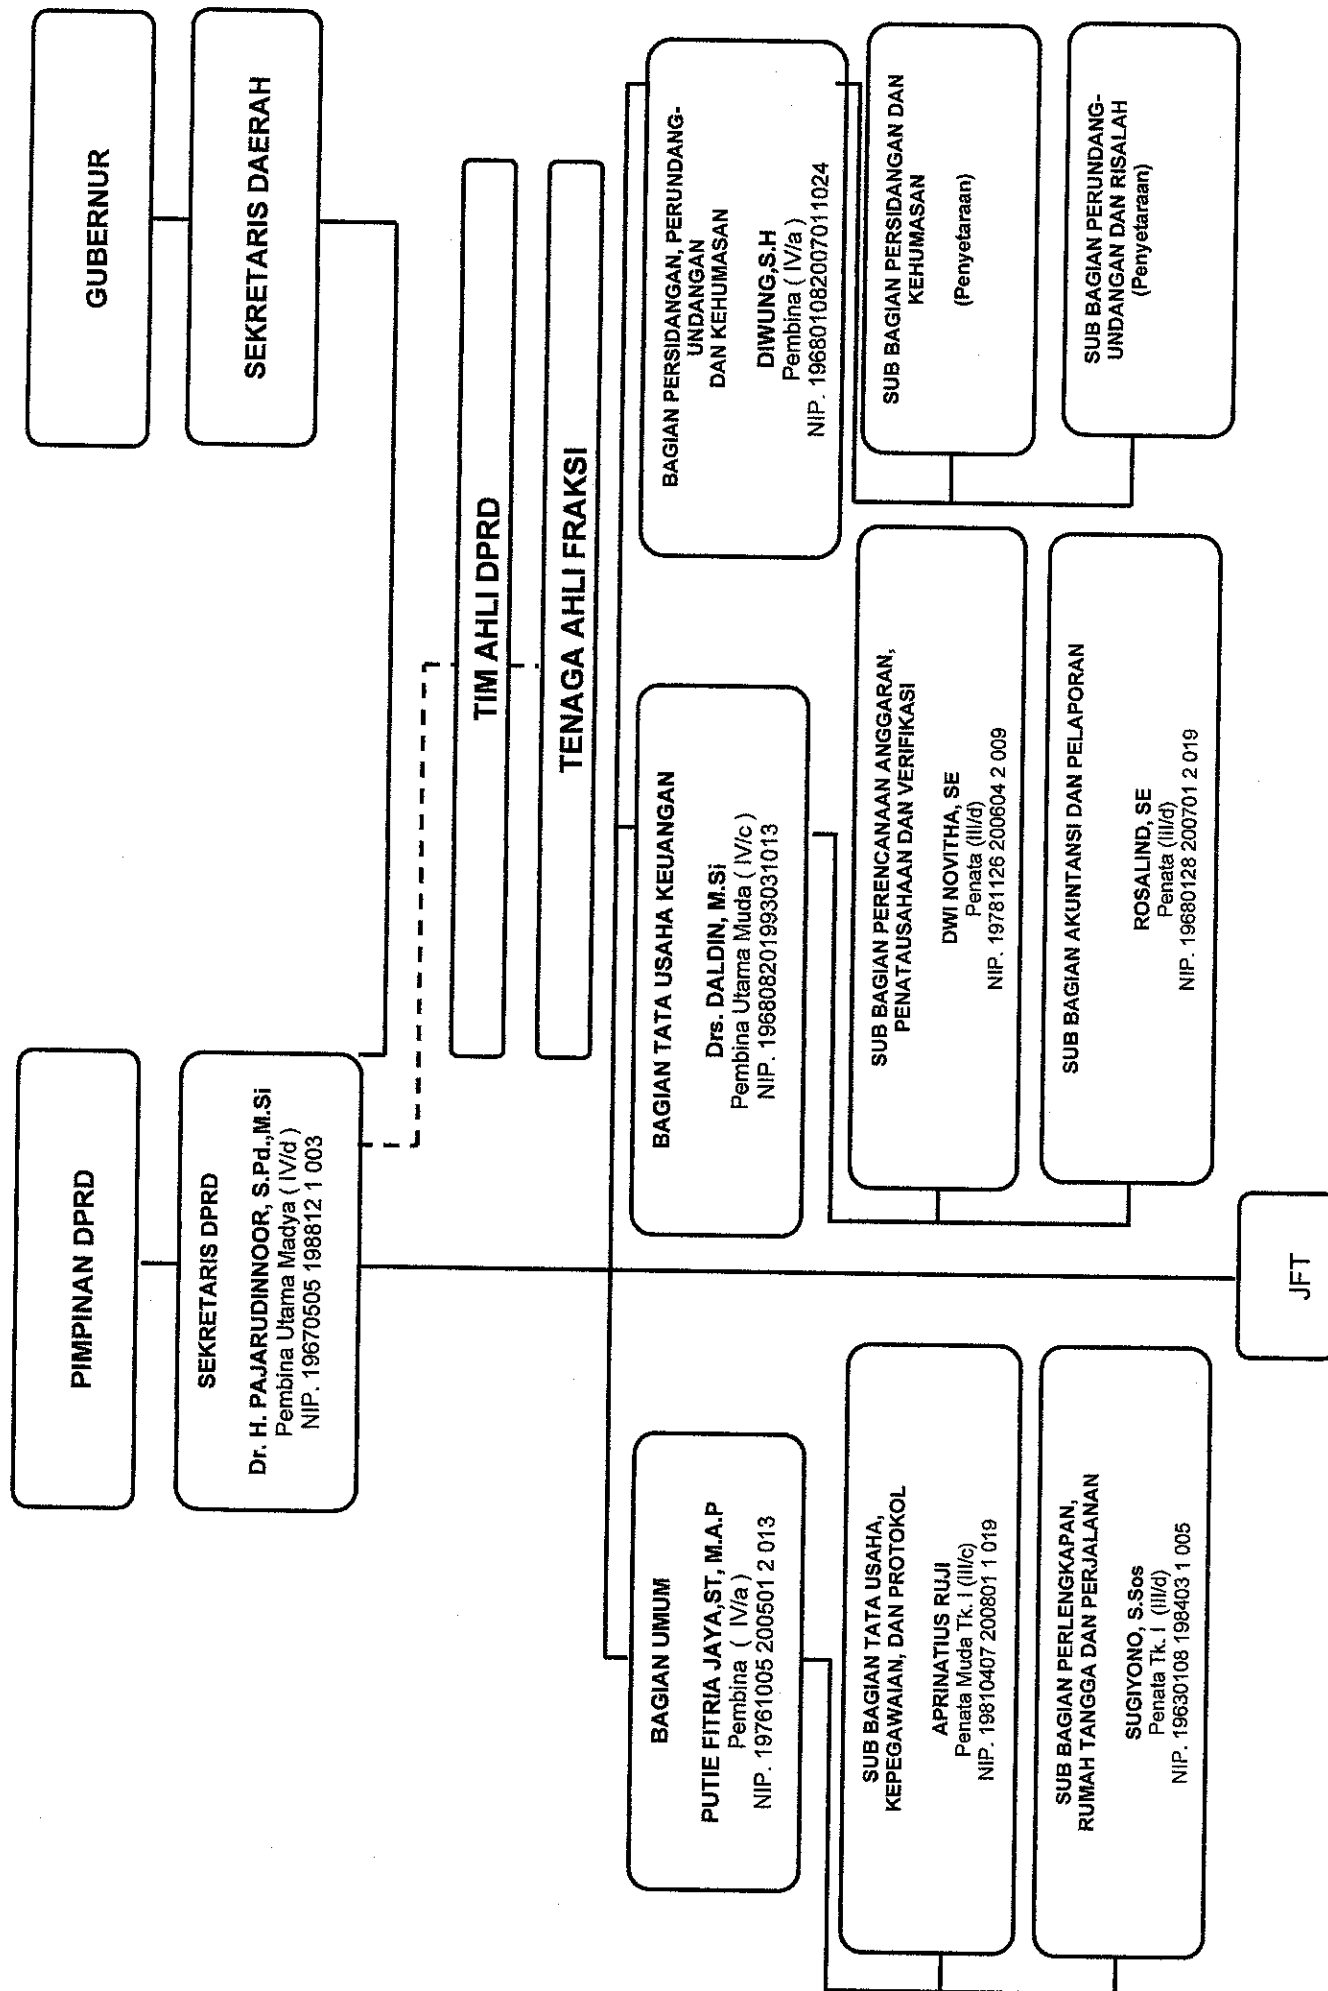 PIMPINAN DPRD
GUBERNUR
SEKRETARIS DPRD
Dr. H. PAJARUDINNOOR, S.Pd.,M.Si
Pembina Utama Madya ( IV/d )
NIP. 19670505 198812 1 003
SEKRETARIS DAERAH
TIM AHLI DPRD
TENAGA AHLI FRAKSI
BAGIAN UMUM
PUTIE FITRIA JAYA,ST, M.A.P
Pembina ( IV/a )
NIP. 19761005 200501 2 013
BAGIAN TATA USAHA KEUANGAN
Drs. DALDIN, M.Si
Pembina Utama Muda ( IV/c )
NIP. 196808201993031013
BAGIAN PERSIDANGAN, PERUNDANG-
UNDANGAN
DAN KEHUMASAN
DIWUNG,S.H
Pembina ( IV/a )
NIP. 196801082007011024
SUB BAGIAN TATA USAHA,
KEPEGAWAIAN, DAN PROTOKOL
APRINATIUS RUJI
Penata Muda Tk. I (III/c)
NIP. 19810407 200801 1 019
SUB BAGIAN PERENCANAAN ANGGARAN,
PENATAUSAHAAN DAN VERIFIKASI
DWI NOVITHA, SE
Penata (III/d)
NIP. 19781126 200604 2 009
SUB BAGIAN PERSIDANGAN DAN
KEHUMASAN
(Penyetaraan)
SUB BAGIAN PERLENGKAPAN,
RUMAH TANGGA DAN PERJALANAN
SUGIYONO, S.Sos
Penata Tk. I (III/d)
NIP. 19630108 198403 1 005
SUB BAGIAN AKUNTANSI DAN PELAPORAN
ROSALIND, SE
Penata (III/d)
NIP. 19680128 200701 2 019
SUB BAGIAN PERUNDANG-
UNDANGAN DAN RISALAH
(Penyetaraan)
JFT